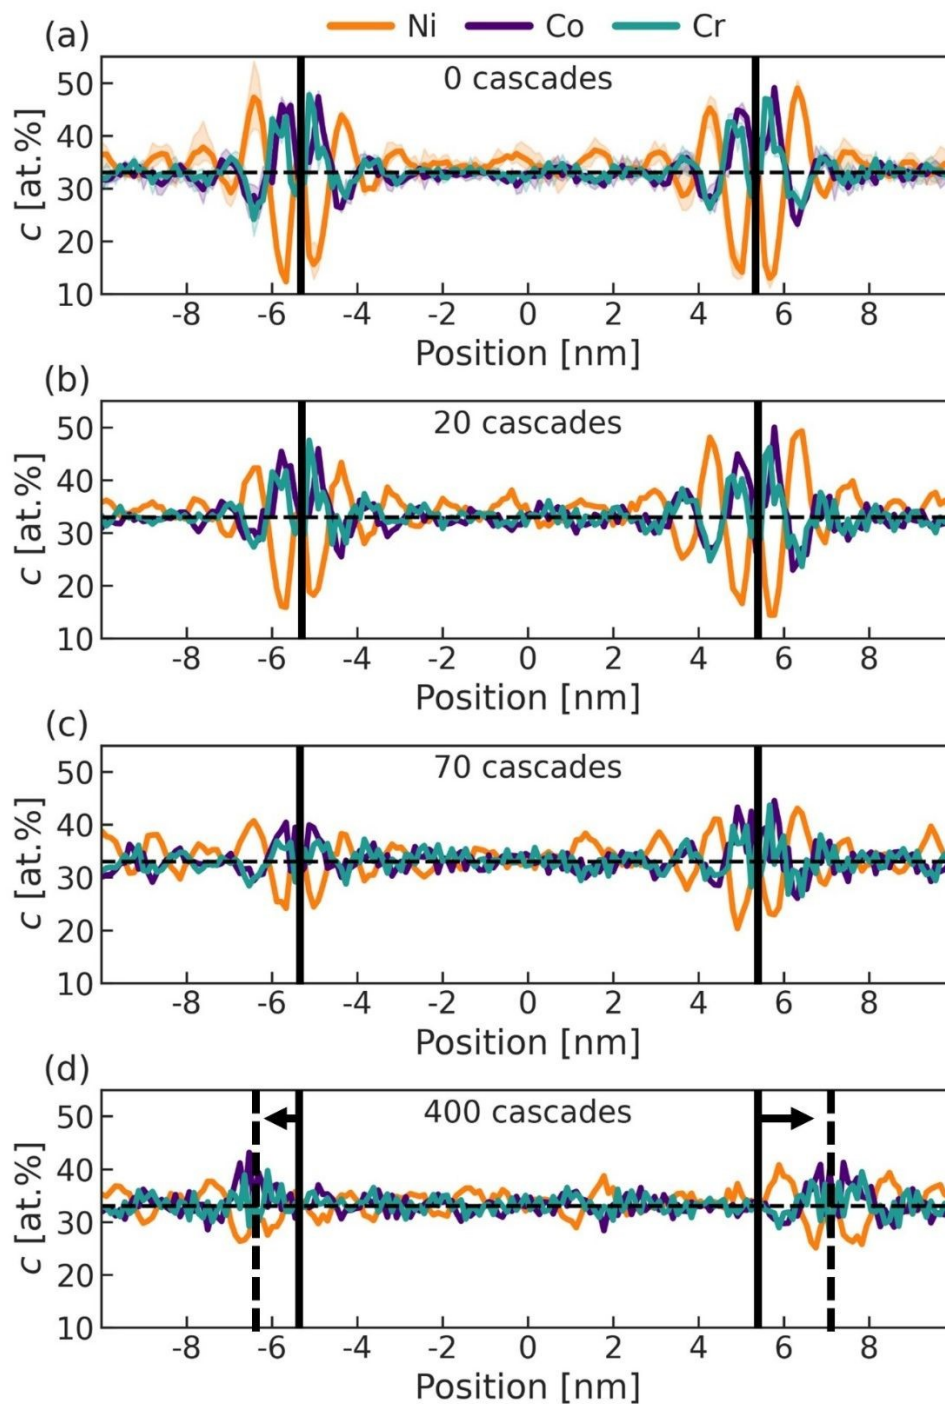 (a) Ni Co Cr
0 cascades
50
40
30
20
10
c [at.%]
-8 -6 -4 -2 0 2 4 6 8
Position [nm]
(b)
20 cascades
50
40
30
20
10
c [at.%]
-8 -6 -4 -2 0 2 4 6 8
Position [nm]
(c)
70 cascades
50
40
30
20
10
c [at.%]
-8 -6 -4 -2 0 2 4 6 8
Position [nm]
(d)
400 cascades
50
40
30
20
10
c [at.%]
-8 -6 -4 -2 0 2 4 6 8
Position [nm]